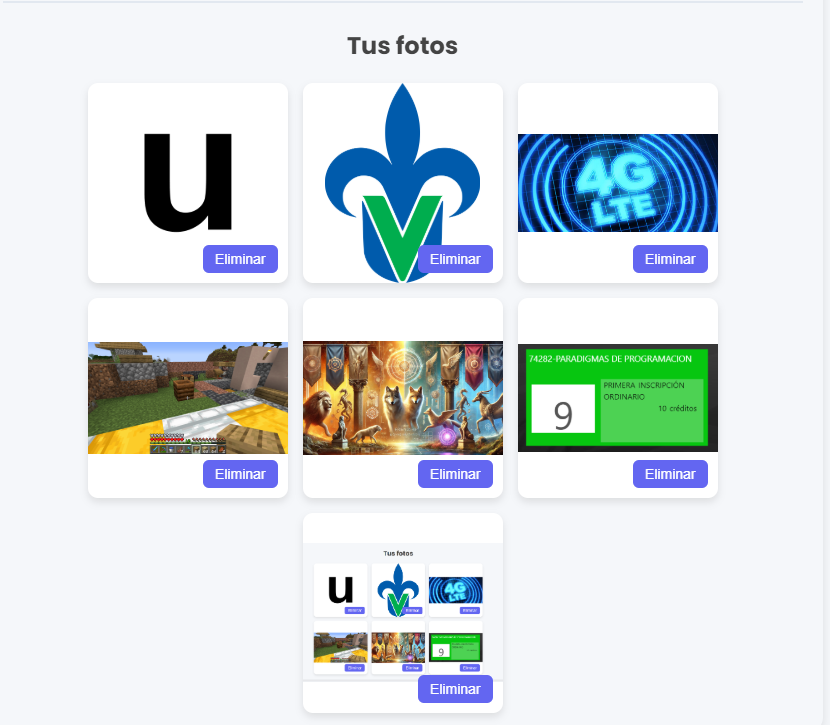 Tus fotos
u
Eliminar
V
Eliminar
4G
LTE
Eliminar
Eliminar
Eliminar
74282-PARADIGMAS DE PROGRAMACION
9
PRIMERA INSCRIPCIÓN
ORDINARIO
10 créditos
Eliminar
Tus fotos
u
Eliminar
V
Eliminar
4G
LTE
Eliminar
Eliminar
Eliminar
9
Eliminar
Eliminar